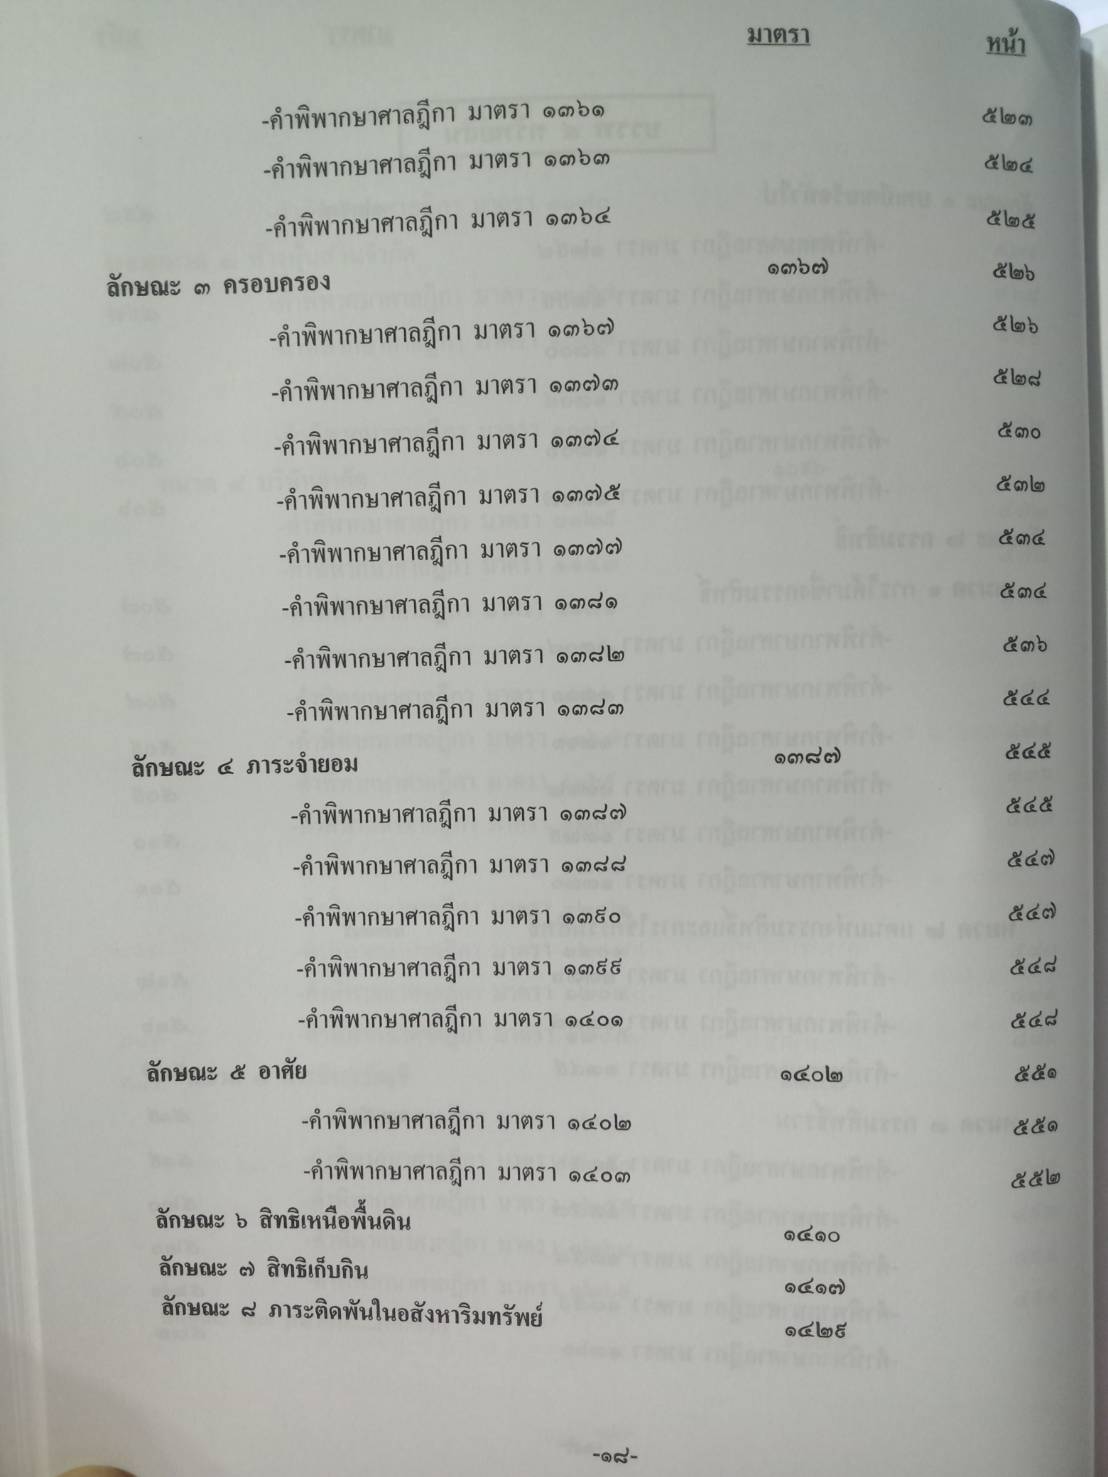 มาตรา หน้า
-คำพิพากษาศาลฎีกา มาตรา ๑๓๖๑ ๕๒๓
-คำพิพากษาศาลฎีกา มาตรา ๑๓๖๓ ๕๒๔
-คำพิพากษาศาลฎีกา มาตรา ๑๓๖๔ ๕๒๕
ลักษณะ ๓ ครอบครอง ๑๓๖๗ ๕๒๖
-คำพิพากษาศาลฎีกา มาตรา ๑๓๖๗ ๕๒๖
-คำพิพากษาศาลฎีกา มาตรา ๑๓๗๓ ๕๒๘
-คำพิพากษาศาลฎีกา มาตรา ๑๓๗๔ ๕๓๐
-คำพิพากษาศาลฎีกา มาตรา ๑๓๗๕ ๕๓๒
-คำพิพากษาศาลฎีกา มาตรา ๑๓๗๗ ๕๓๔
-คำพิพากษาศาลฎีกา มาตรา ๑๓๘๑ ๕๓๔
-คำพิพากษาศาลฎีกา มาตรา ๑๓๘๒ ๕๓๖
-คำพิพากษาศาลฎีกา มาตรา ๑๓๘๓ ๕๔๔
ลักษณะ ๔ ภาระจำยอม ๑๓๘๗ ๕๔๕
-คำพิพากษาศาลฎีกา มาตรา ๑๓๘๗ ๕๔๕
-คำพิพากษาศาลฎีกา มาตรา ๑๓๘๘ ๕๔๗
-คำพิพากษาศาลฎีกา มาตรา ๑๓๙๐ ๕๔๗
-คำพิพากษาศาลฎีกา มาตรา ๑๓๙๙ ๕๔๘
-คำพิพากษาศาลฎีกา มาตรา ๑๔๐๑ ๕๔๘
ลักษณะ ๕ อาศัย ๑๔๐๒ ๕๕๑
-คำพิพากษาศาลฎีกา มาตรา ๑๔๐๒ ๕๕๑
-คำพิพากษาศาลฎีกา มาตรา ๑๔๐๓ ๕๕๒
ลักษณะ ๖ สิทธิเหนือพื้นดิน ๑๔๑๐
ลักษณะ ๗ สิทธิเก็บกิน ๑๔๑๗
ลักษณะ ๘ ภาระติดพันในอสังหาริมทรัพย์ ๑๔๒๙
-๑๘-